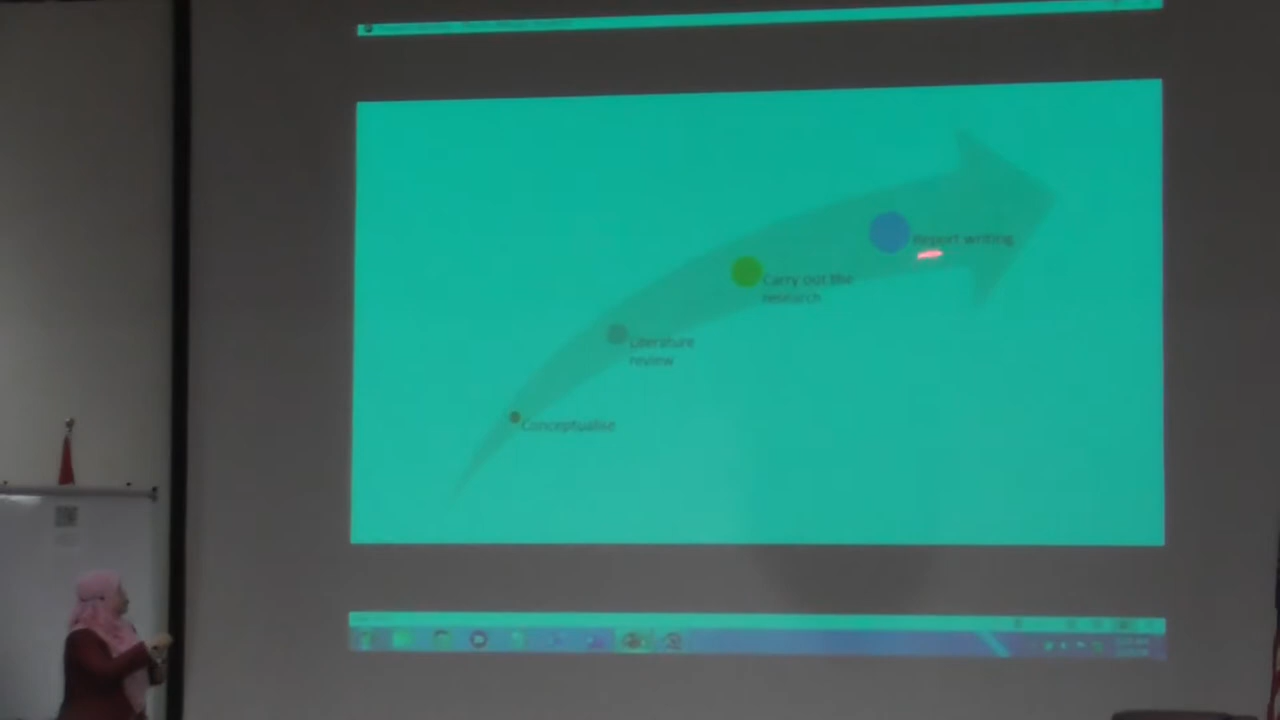 Report writing
Carry out the
research
Literature
review
Conceptualise